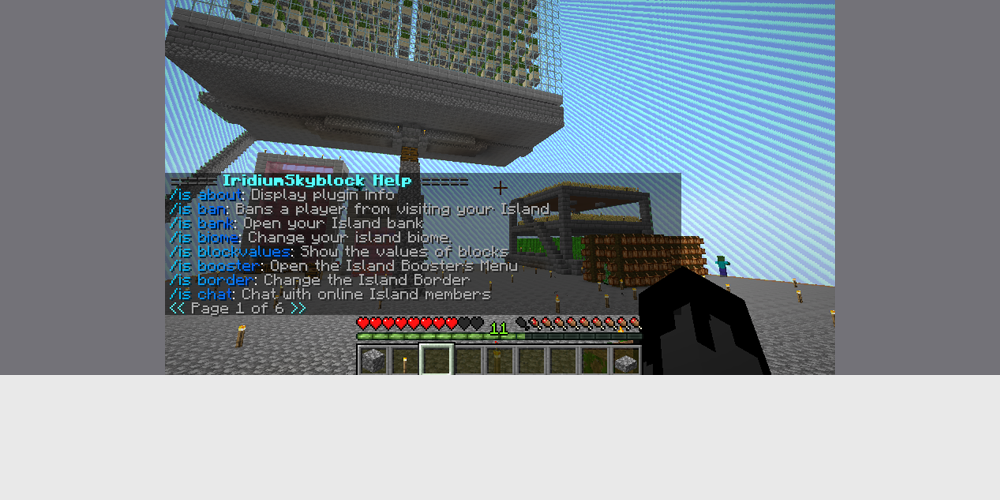 ===== IridiumSkyblock Help =====
/is about: Display plugin info
/is ban: Bans a player from visiting your Island
/is bank: Open your Island bank
/is biome: Change your island biome.
/is blockvalues: Show the values of blocks
/is booster: Open the Island Boosters Menu
/is border: Change the Island Border
/is chat: Chat with online Island members
<< Page 1 of 6 >>
11